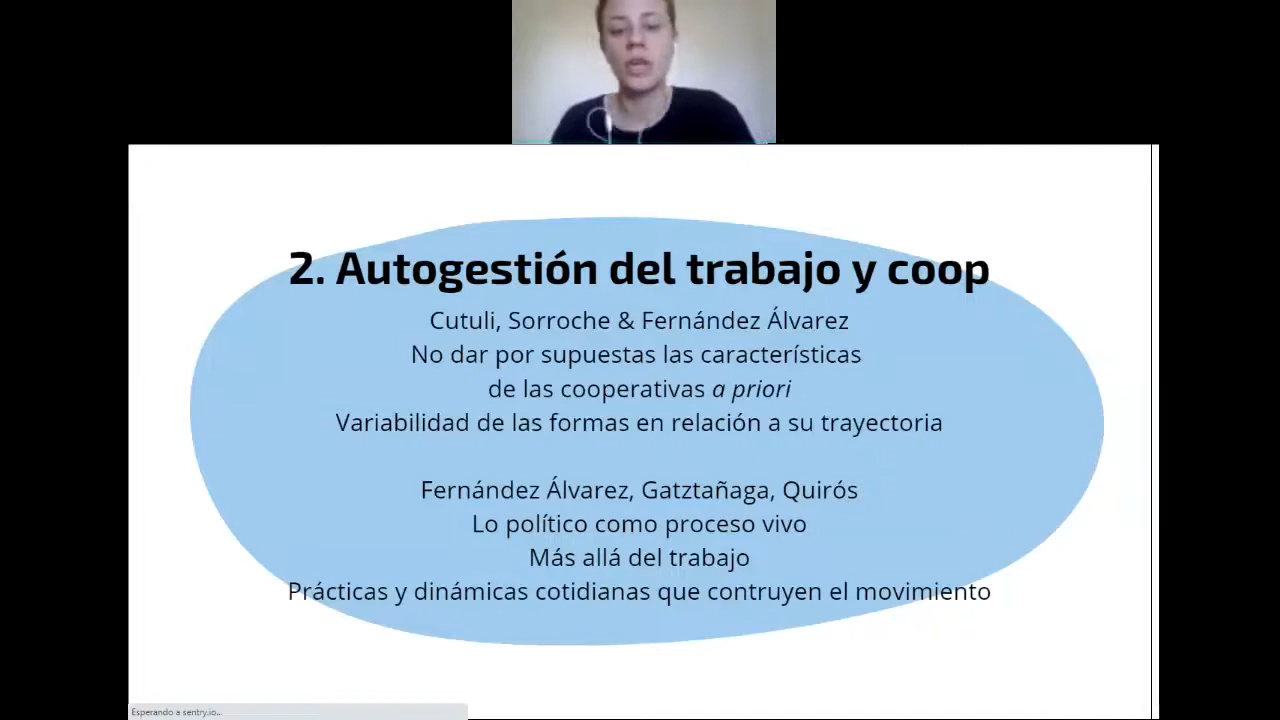 2. Autogestión del trabajo y coop
Cutuli, Sorroche & Fernández Álvarez
No dar por supuestas las características
de las cooperativas a priori
Variabilidad de las formas en relación a su trayectoria
Fernández Álvarez, Gatztañaga, Quirós
Lo político como proceso vivo
Más allá del trabajo
Prácticas y dinámicas cotidianas que contruyen el movimiento
Esperando a sentry.io...